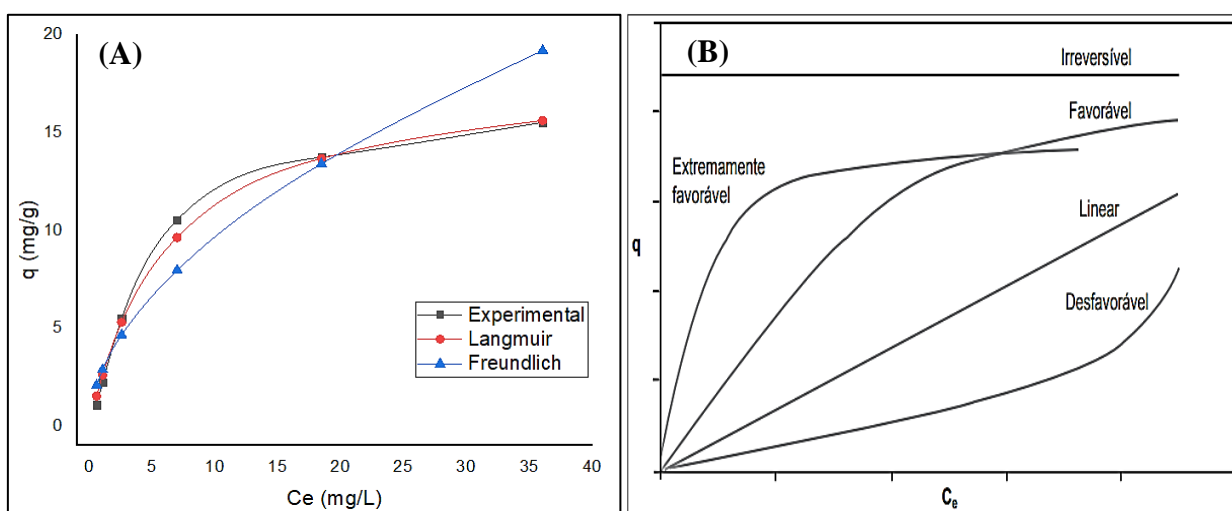 (A)
20
15
10
5
0
q (mg/g)
Experimental
Langmuir
Freundlich
0 5 10 15 20 25 30 35 40
Ce (mg/L)
(B)
Irreversível
Favorável
Extremamente
favorável
Linear
q
Desfavorável
Ce